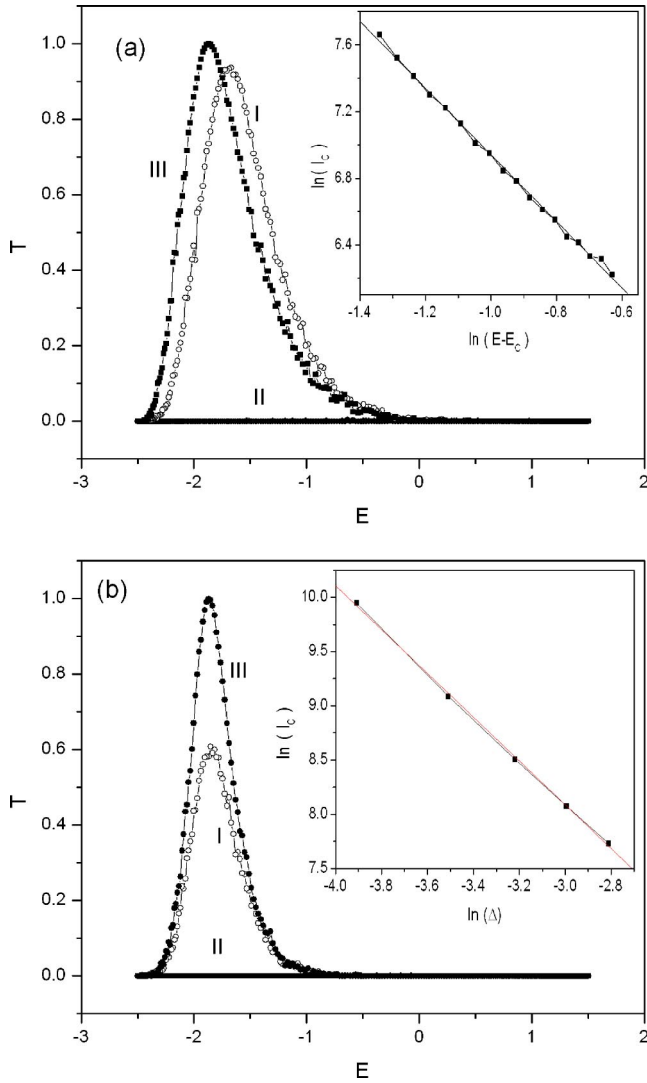 (a)
1.0
0.8
0.6
0.4
0.2
0.0
T
-3
-2
-1
0
1
2
E
III
I
II
7.6
7.2
6.8
6.4
ln ( I_C )
-1.4
-1.2
-1.0
-0.8
-0.6
ln ( E-E_C )
(b)
1.0
0.8
0.6
0.4
0.2
0.0
T
-3
-2
-1
0
1
2
E
III
I
II
10.0
9.5
9.0
8.5
8.0
7.5
ln ( I_C )
-4.0
-3.8
-3.6
-3.4
-3.2
-3.0
-2.8
ln (Δ)